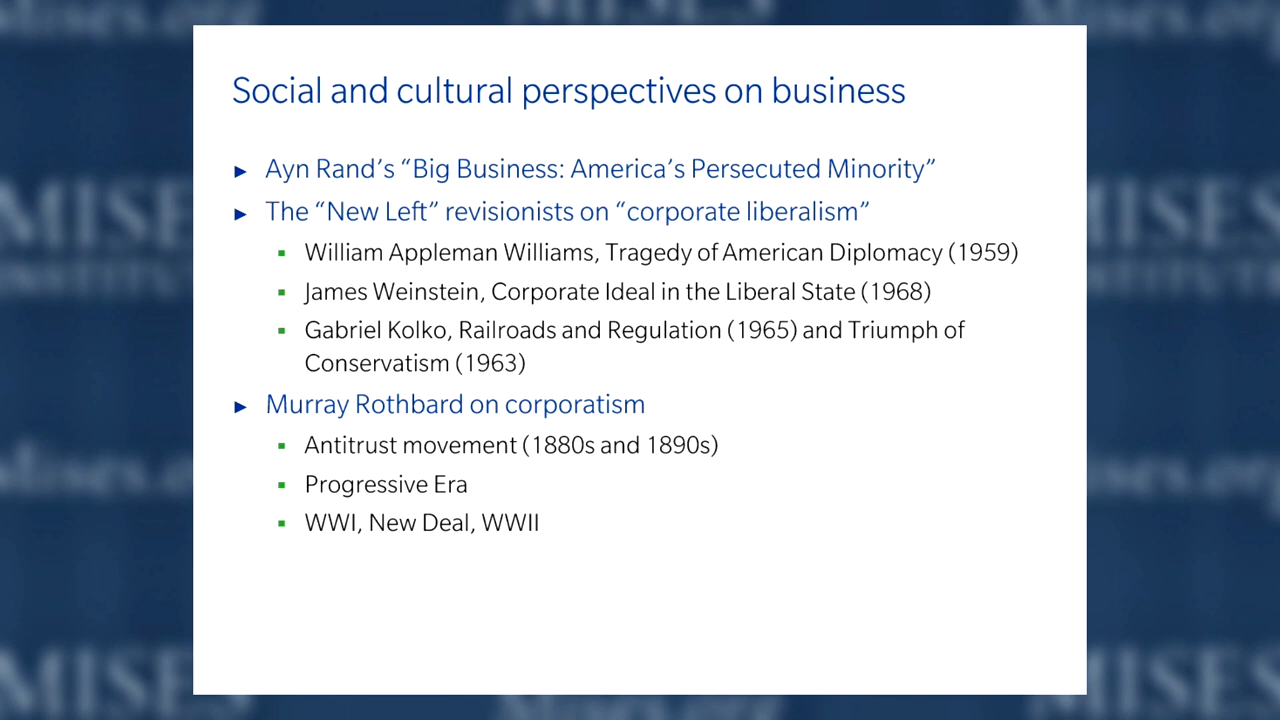 Social and cultural perspectives on business
► Ayn Rand's “Big Business: America's Persecuted Minority”
► The “New Left” revisionists on “corporate liberalism”
▪ William Appleman Williams, Tragedy of American Diplomacy (1959)
▪ James Weinstein, Corporate Ideal in the Liberal State (1968)
▪ Gabriel Kolko, Railroads and Regulation (1965) and Triumph of
Conservatism (1963)
► Murray Rothbard on corporatism
▪ Antitrust movement (1880s and 1890s)
▪ Progressive Era
▪ WWI, New Deal, WWII
MISES
Mises.org